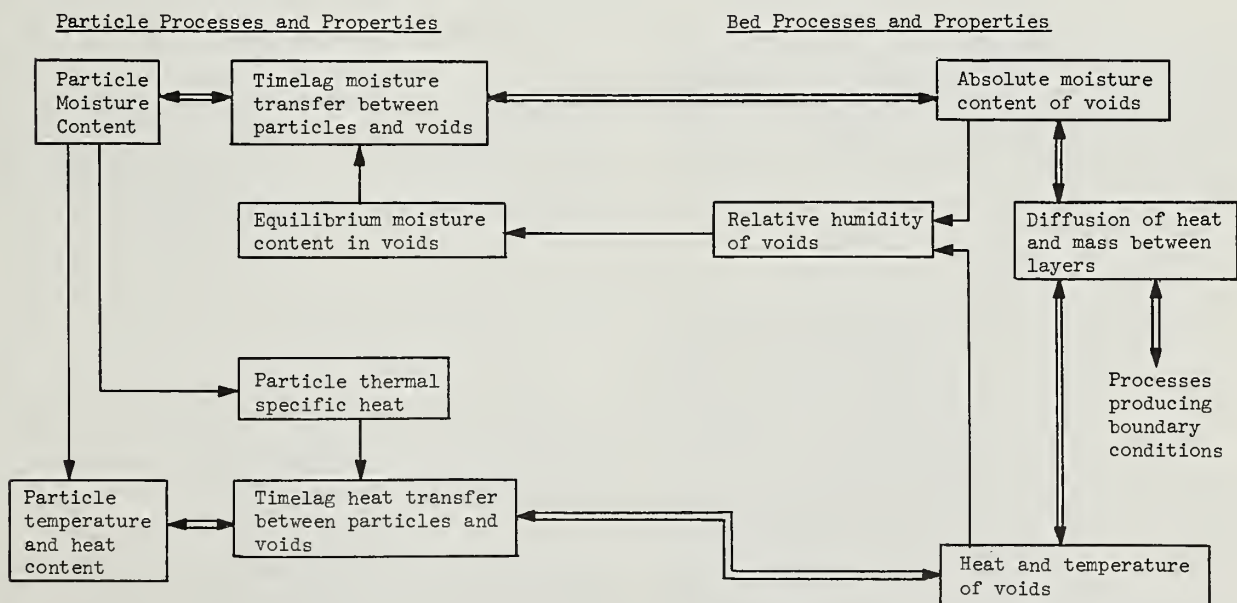 Particle Processes and Properties
Bed Processes and Properties
Particle
Moisture
Content
Timelag moisture
transfer between
particles and voids
Absolute moisture
content of voids
Equilibrium moisture
content in voids
Relative humidity
of voids
Diffusion of heat
and mass between
layers
Particle thermal
specific heat
Processes
producing
boundary
conditions
Particle
temperature
and heat
content
Timelag heat transfer
between particles and
voids
Heat and temperature
of voids